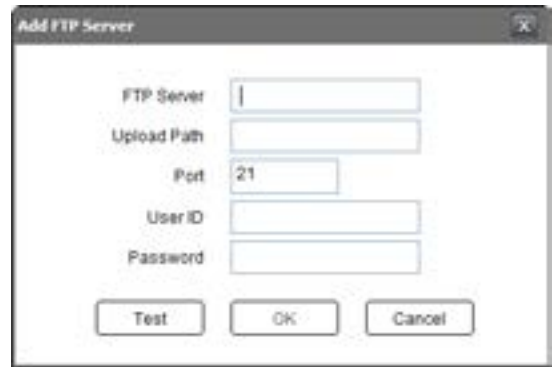 Add FTP Server
X
FTP Server
Upload Path
Port 21
User ID
Password
Test OK Cancel